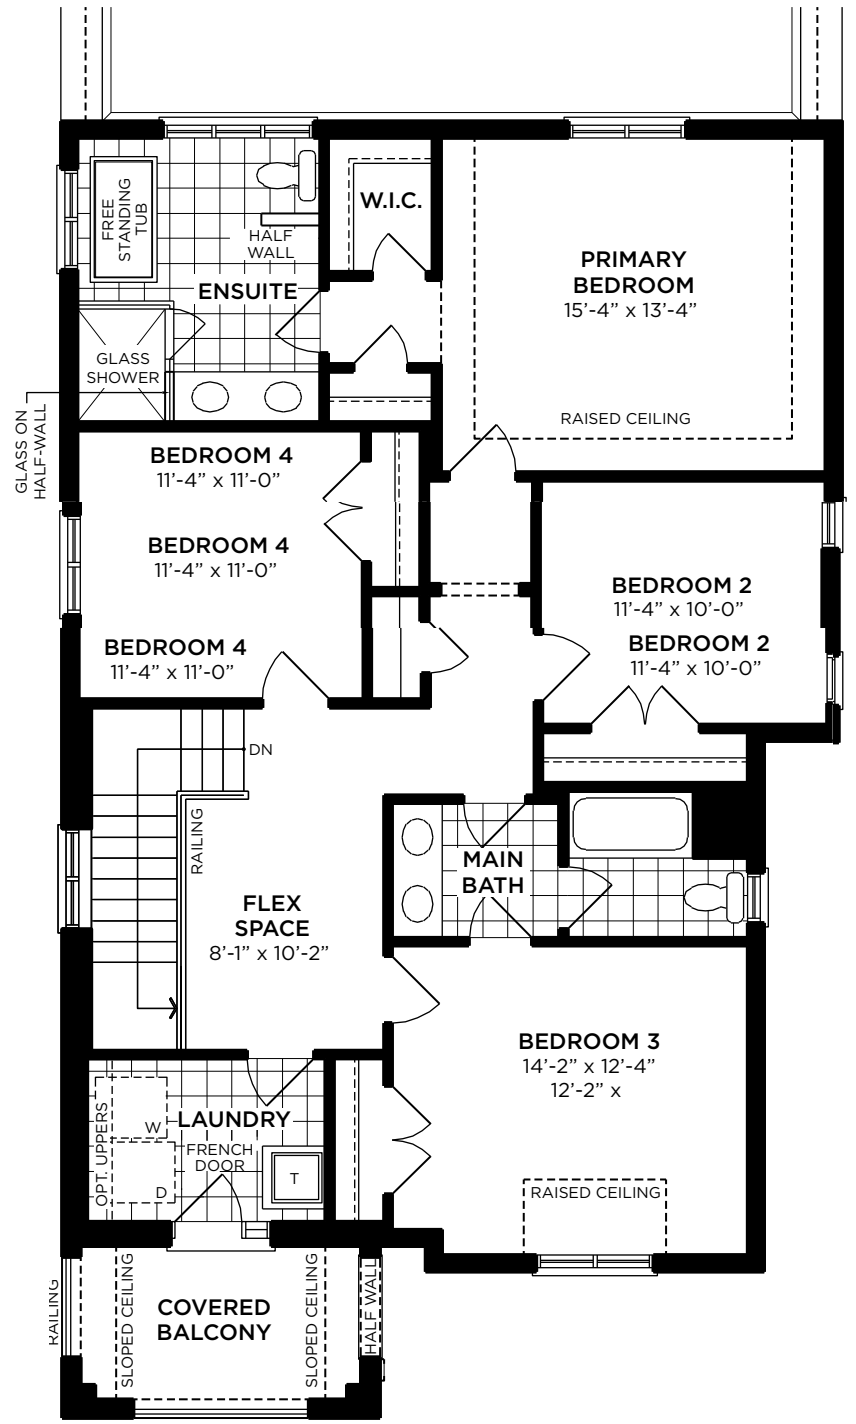 FREE
STANDING
TUB
HALF
WALL
W.I.C.
ENSUITE
PRIMARY
BEDROOM
15'-4" x 13'-4"
GLASS
SHOWER
RAISED CEILING
GLASS ON
HALF-WALL
BEDROOM 4
11'-4" x 11'-0"
BEDROOM 4
11'-4" x 11'-0"
BEDROOM 4
11'-4" x 11'-0"
BEDROOM 2
11'-4" x 10'-0"
BEDROOM 2
11'-4" x 10'-0"
DN
RAILING
MAIN
BATH
FLEX
SPACE
8'-1" x 10'-2"
BEDROOM 3
14'-2" x 12'-4"
12'-2" x
OPT. UPPERS
W
LAUNDRY
FRENCH
DOOR
D
T
RAISED CEILING
RAILING
SLOPED CEILING
COVERED
BALCONY
SLOPED CEILING
HALF WALL